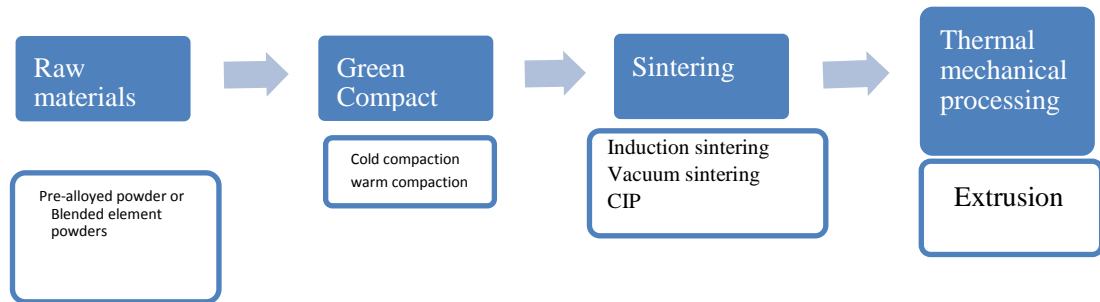 Raw
materials
Pre-alloyed powder or
Blended element
powders
Green
Compact
Cold compaction
warm compaction
Sintering
Induction sintering
Vacuum sintering
CIP
Thermal
mechanical
processing
Extrusion